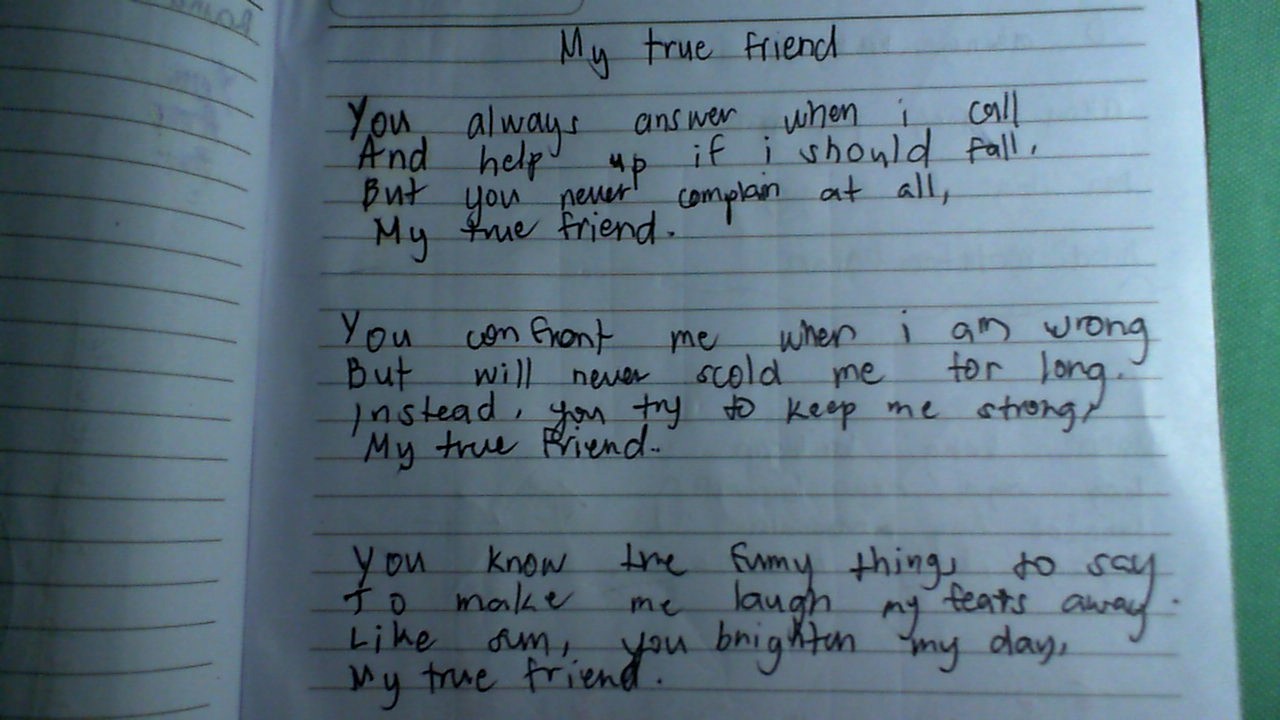 My true friend
You always answer when i call
And help up if i should fall.
But you never complain at all,
My true friend.
You confront me when i am wrong
But will never scold me for long.
Instead, you try to keep me strong,
My true friend.
You know the funny things to say
To make me laugh my fears away.
Like sun, you brighten my day,
My true friend.